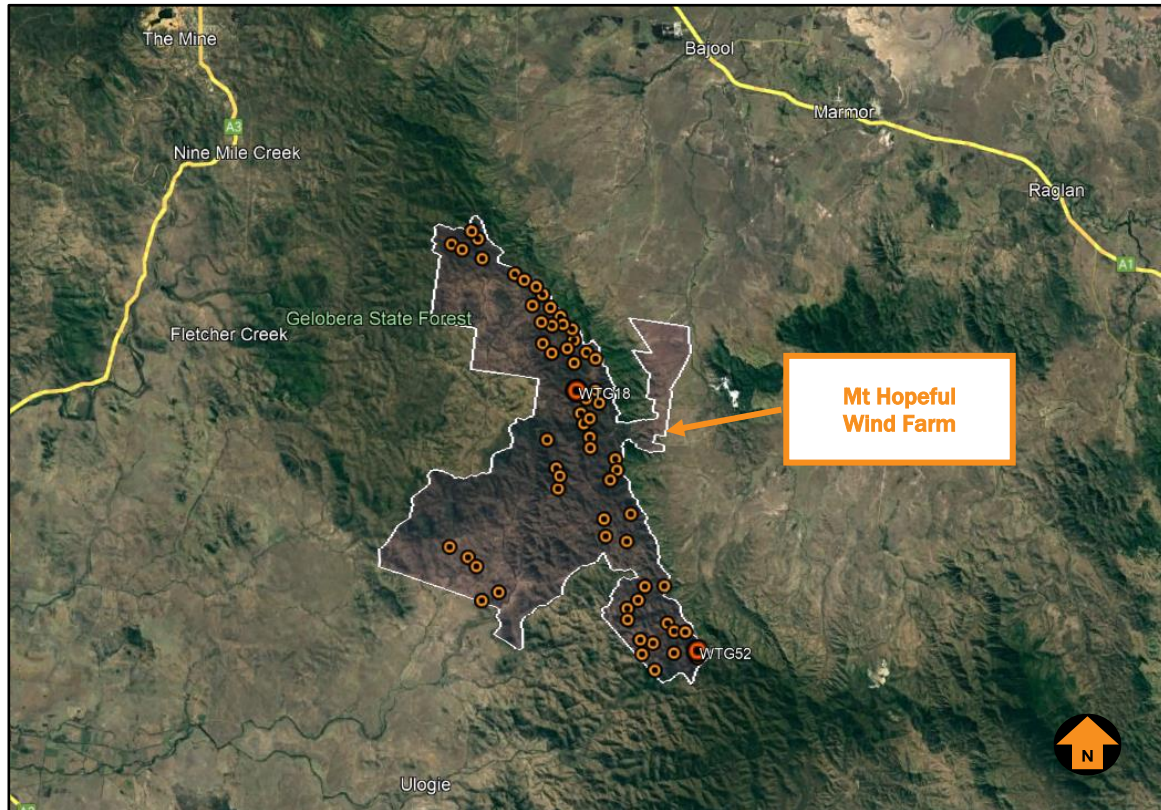 The Mine
Bajool
Marmor
A3
Nine Mile Creek
Raglan
A1
Gelobera State Forest
Fletcher Creek
WTG18
Mt Hopeful
Wind Farm
WTG52
N
Ulogie